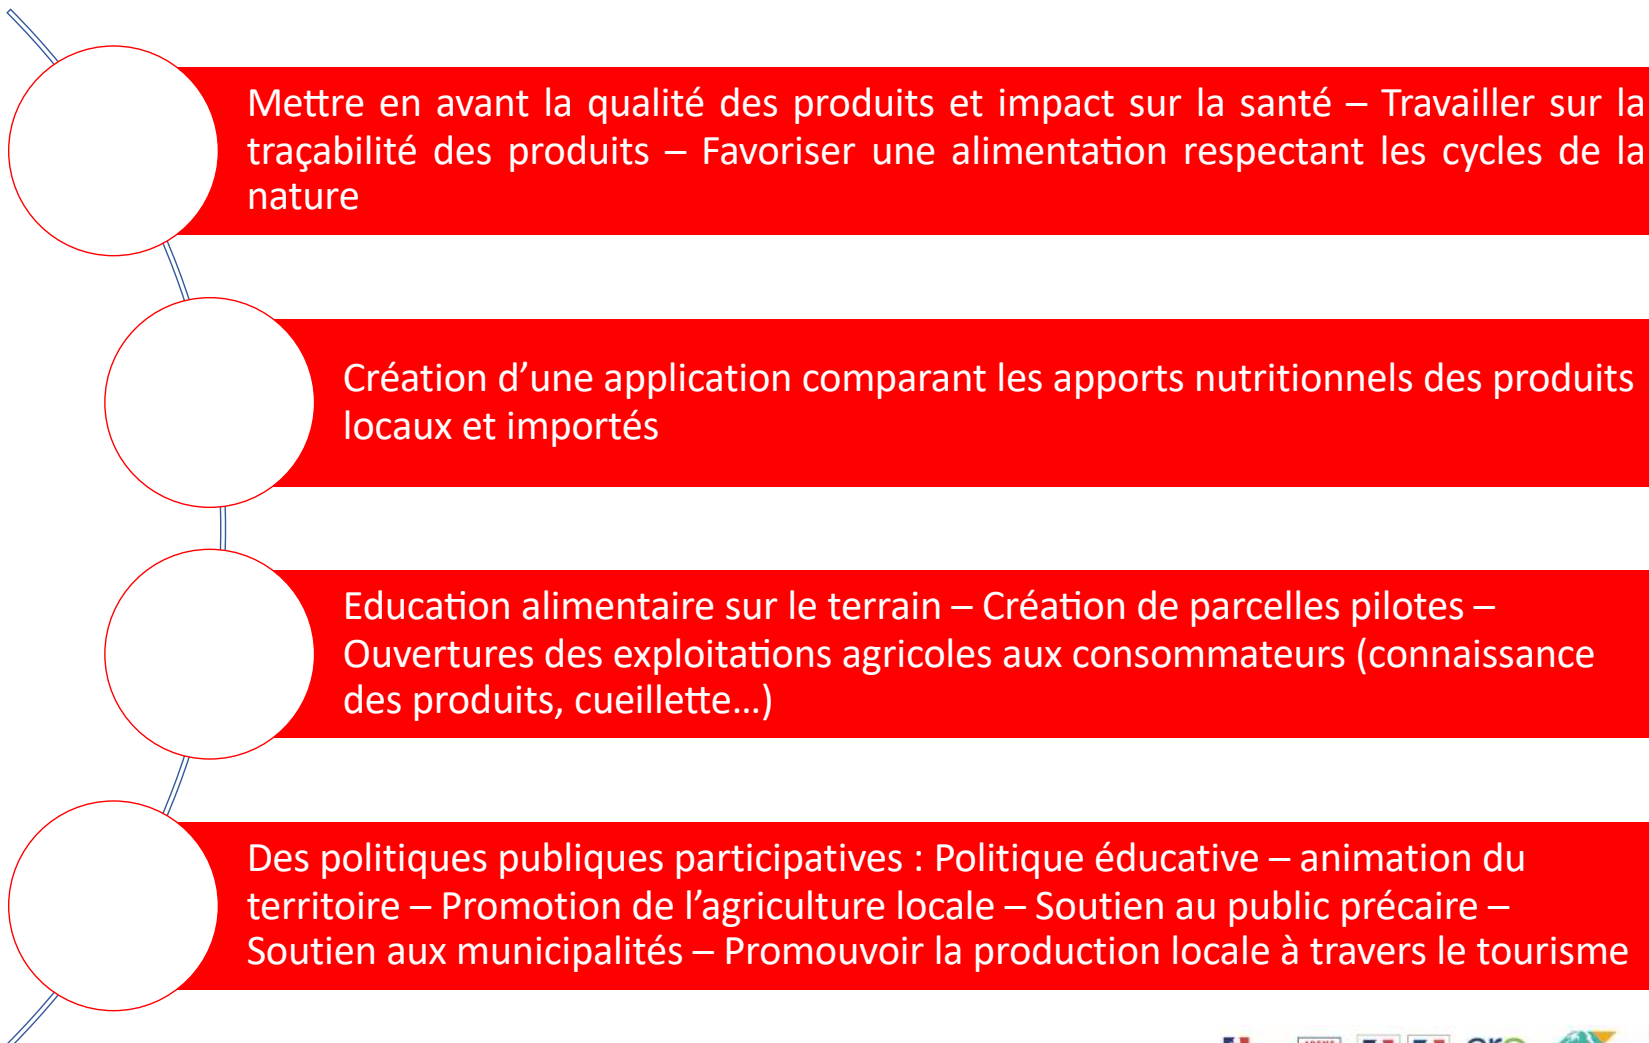 Mettre en avant la qualité des produits et impact sur la santé – Travailler sur la
traçabilité des produits – Favoriser une alimentation respectant les cycles de la
nature
Création d’une application comparant les apports nutritionnels des produits
locaux et importés
Education alimentaire sur le terrain – Création de parcelles pilotes –
Ouvertures des exploitations agricoles aux consommateurs (connaissance
des produits, cueillette…)
Des politiques publiques participatives : Politique éducative – animation du
territoire – Promotion de l’agriculture locale – Soutien au public précaire –
Soutien aux municipalités – Promouvoir la production locale à travers le tourisme